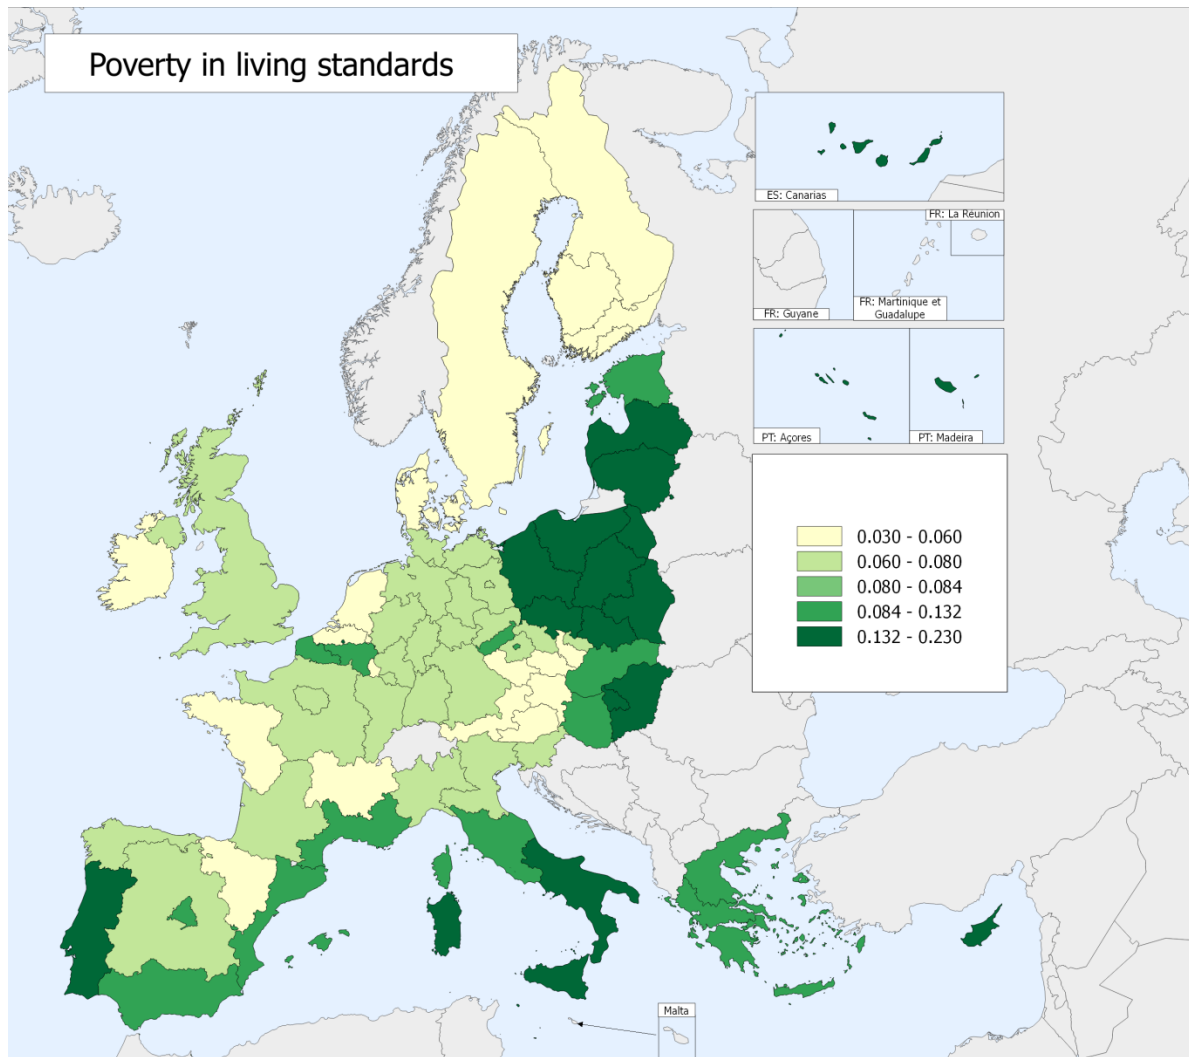 Poverty in living standards
ES: Canarias
FR: La Réunion
FR: Guyane
FR: Martinique et
Guadalupe
PT: Açores
PT: Madeira
0.030 - 0.060
0.060 - 0.080
0.080 - 0.084
0.084 - 0.132
0.132 - 0.230
Malta